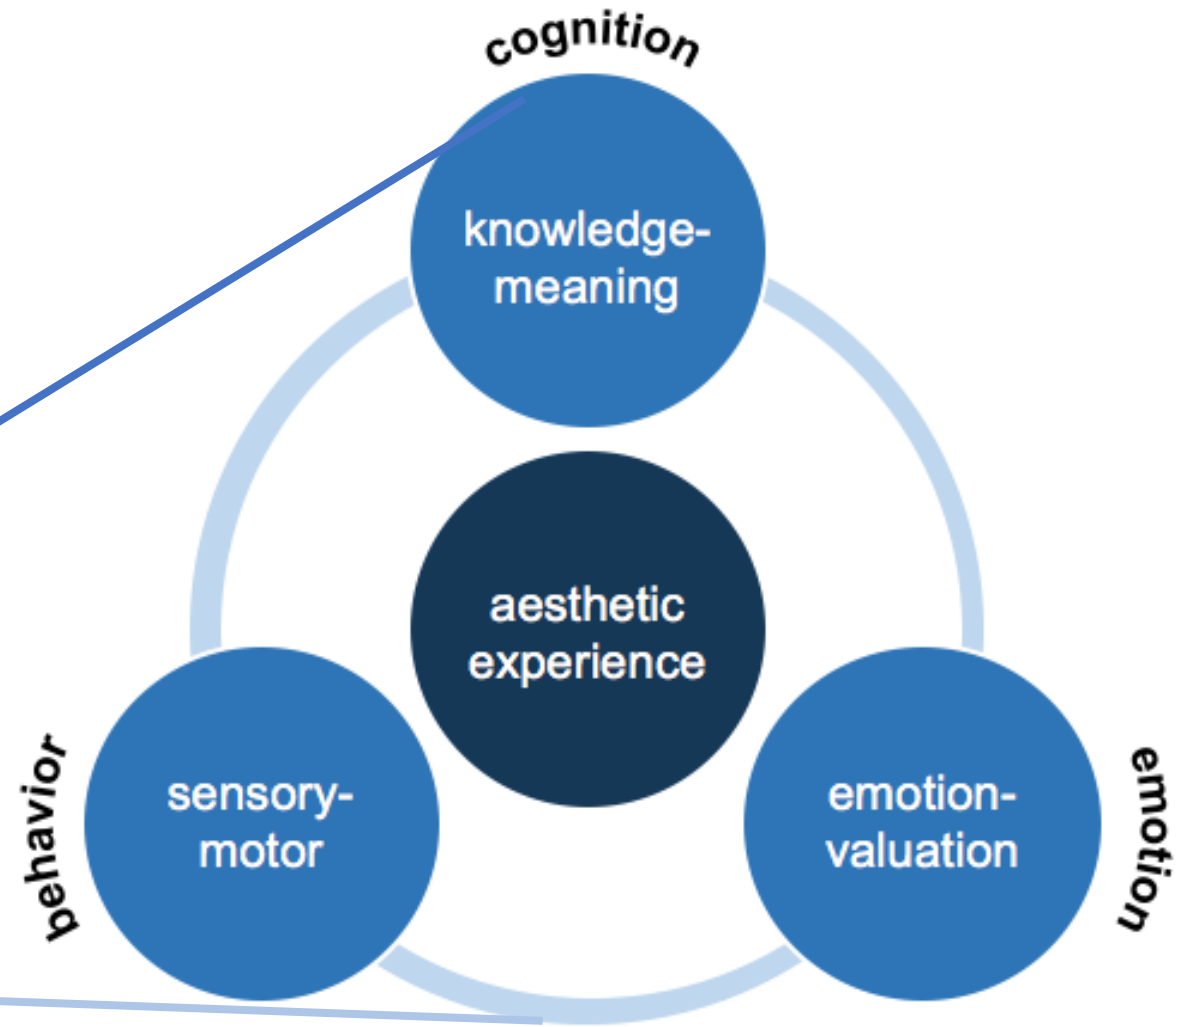 cognition
knowledge-
meaning
aesthetic
experience
behavior
sensory-
motor
emotion-
valuation
emotion